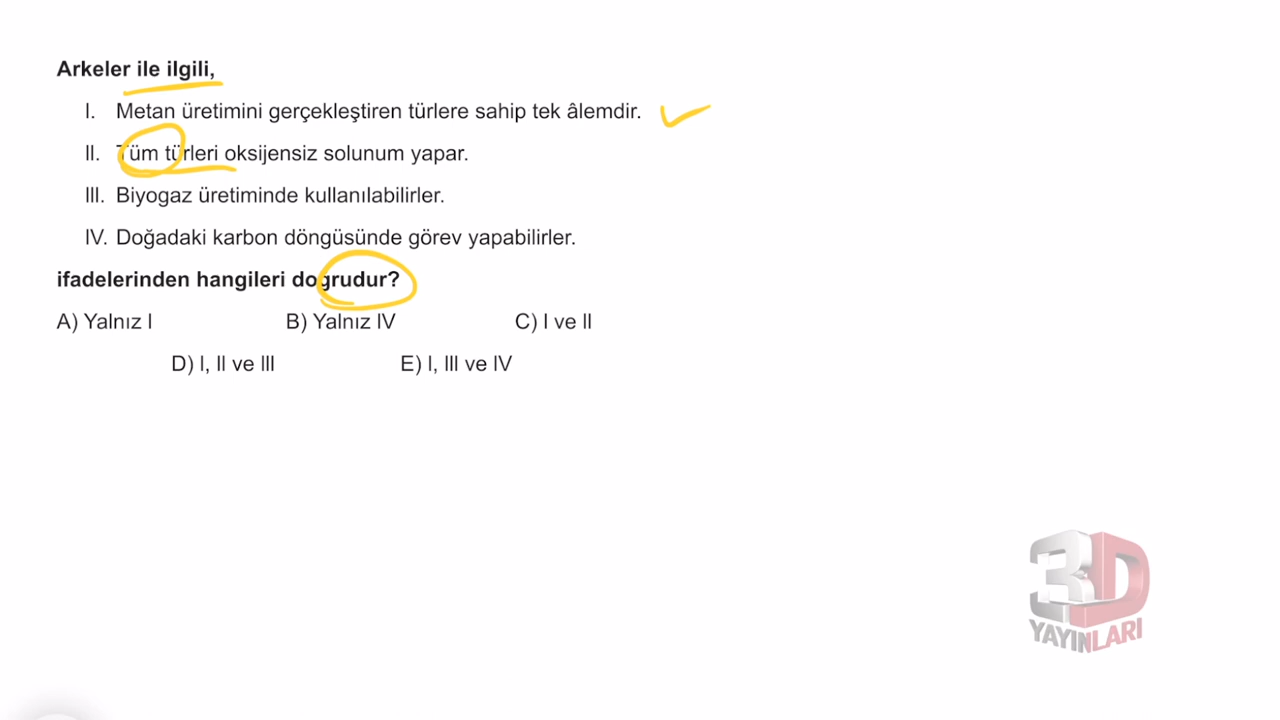 Arkeler ile ilgili,
I. Metan üretimini gerçekleştiren türlere sahip tek âlemdir.
II. Tüm türleri oksijensiz solunum yapar.
III. Biyogaz üretiminde kullanılabilirler.
IV. Doğadaki karbon döngüsünde görev yapabilirler.
ifadelerinden hangileri doğrudur?
A) Yalnız I B) Yalnız IV C) I ve II
D) I, II ve III E) I, III ve IV
3D
YAYINLARI